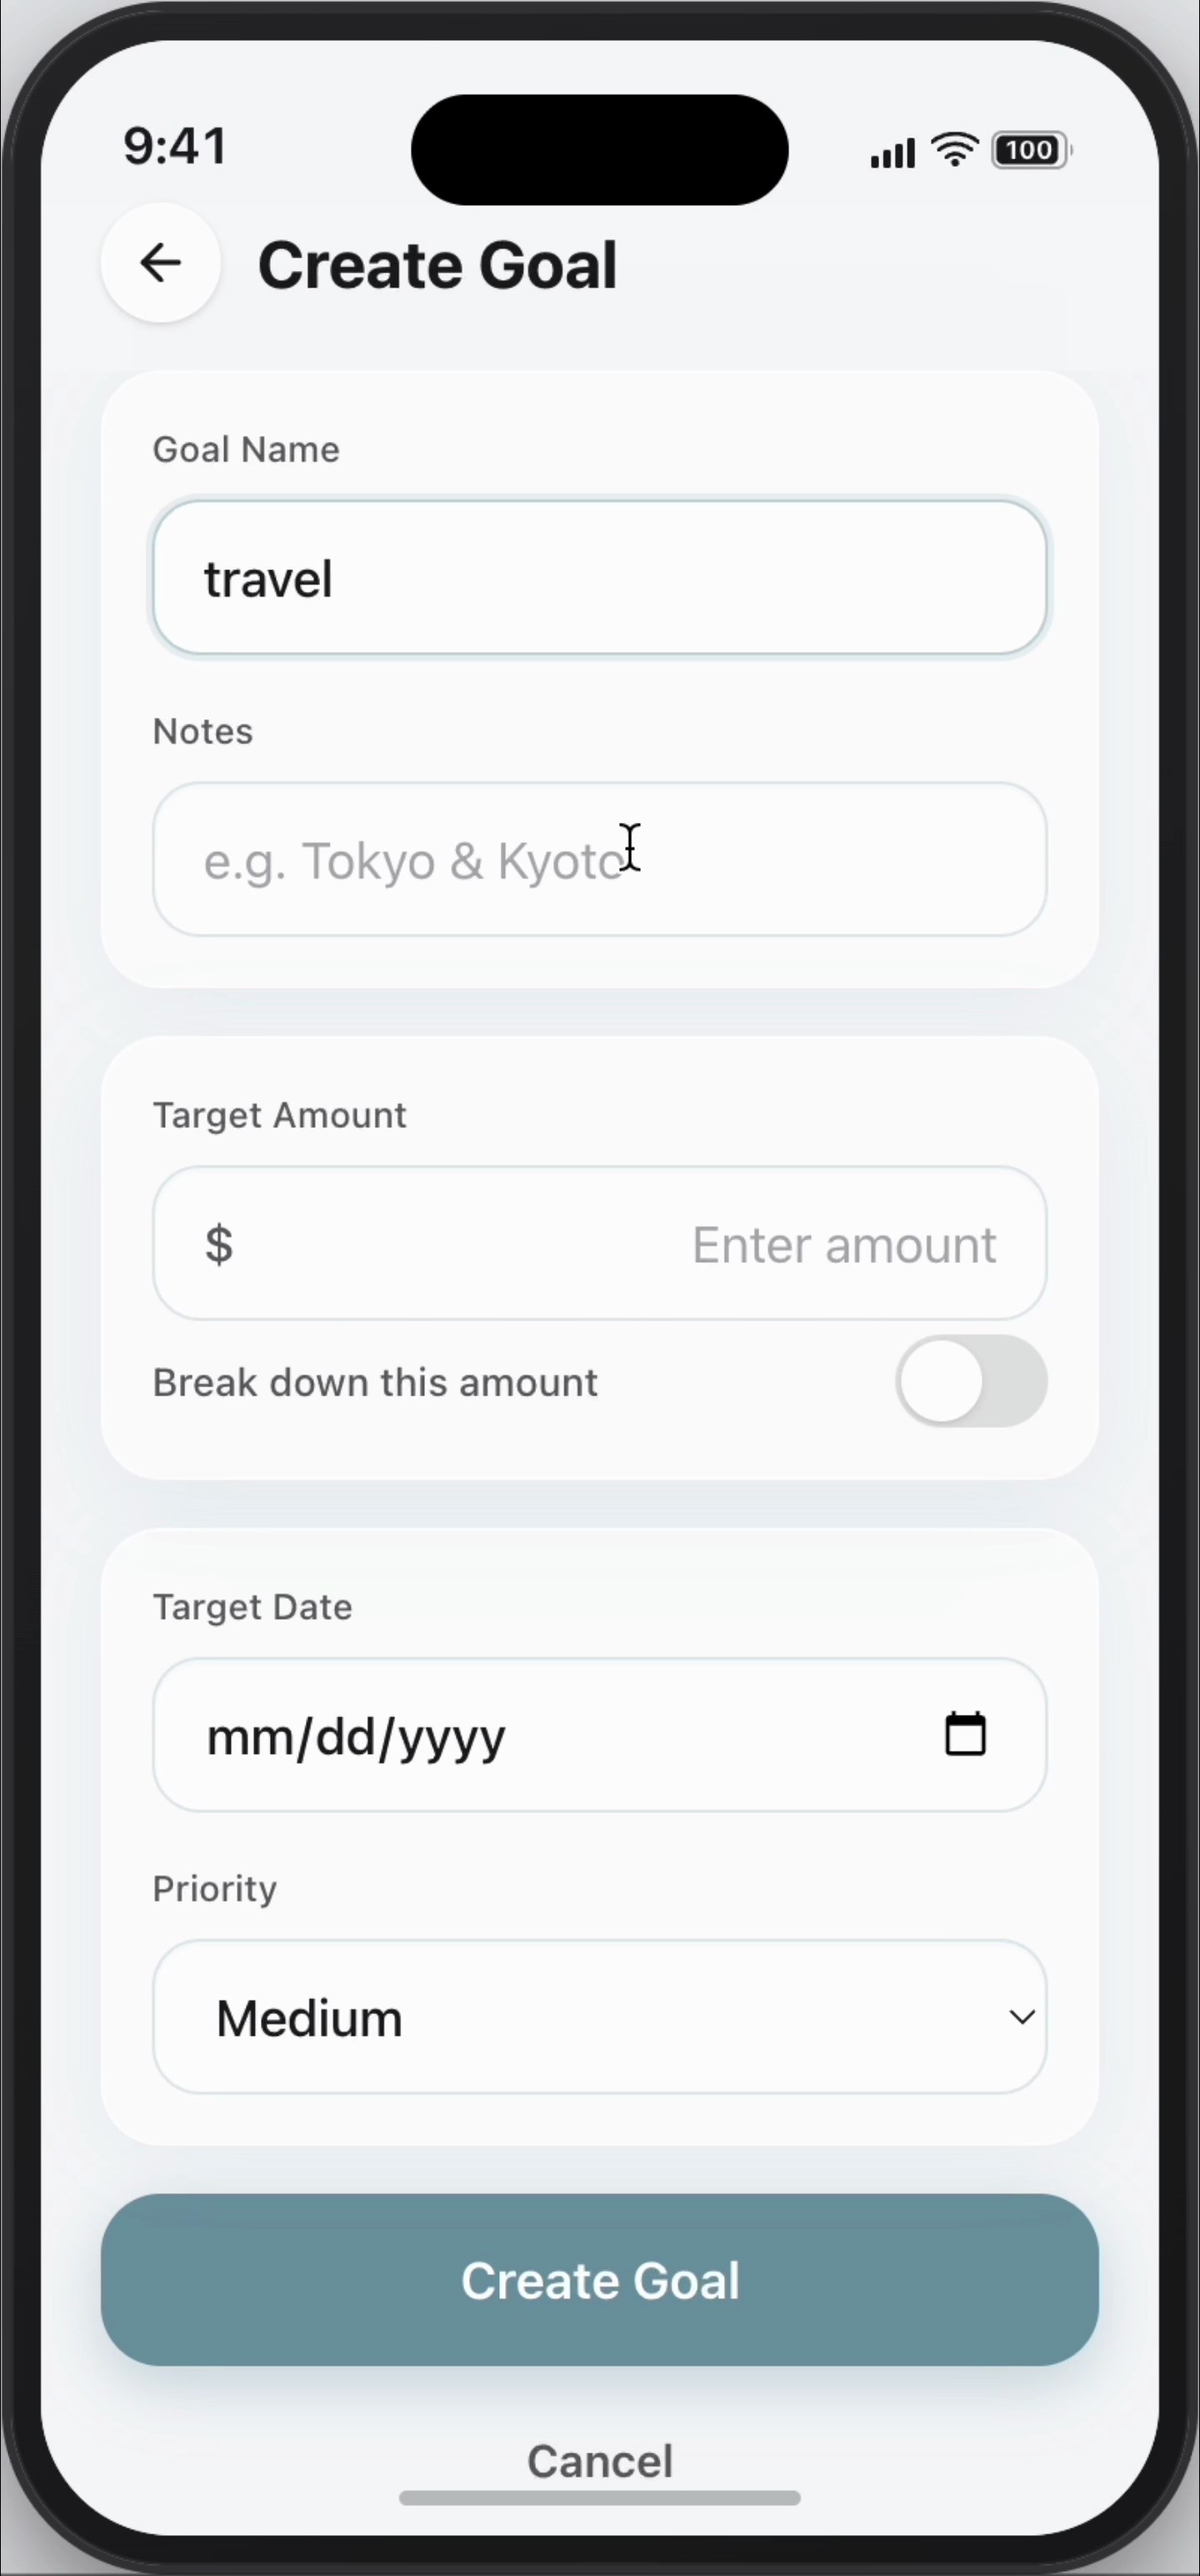 9:41
100
Create Goal
Goal Name
travel
Notes
e.g. Tokyo & Kyoto
Target Amount
$ Enter amount
Break down this amount
Target Date
mm/dd/yyyy
Priority
Medium
Create Goal
Cancel